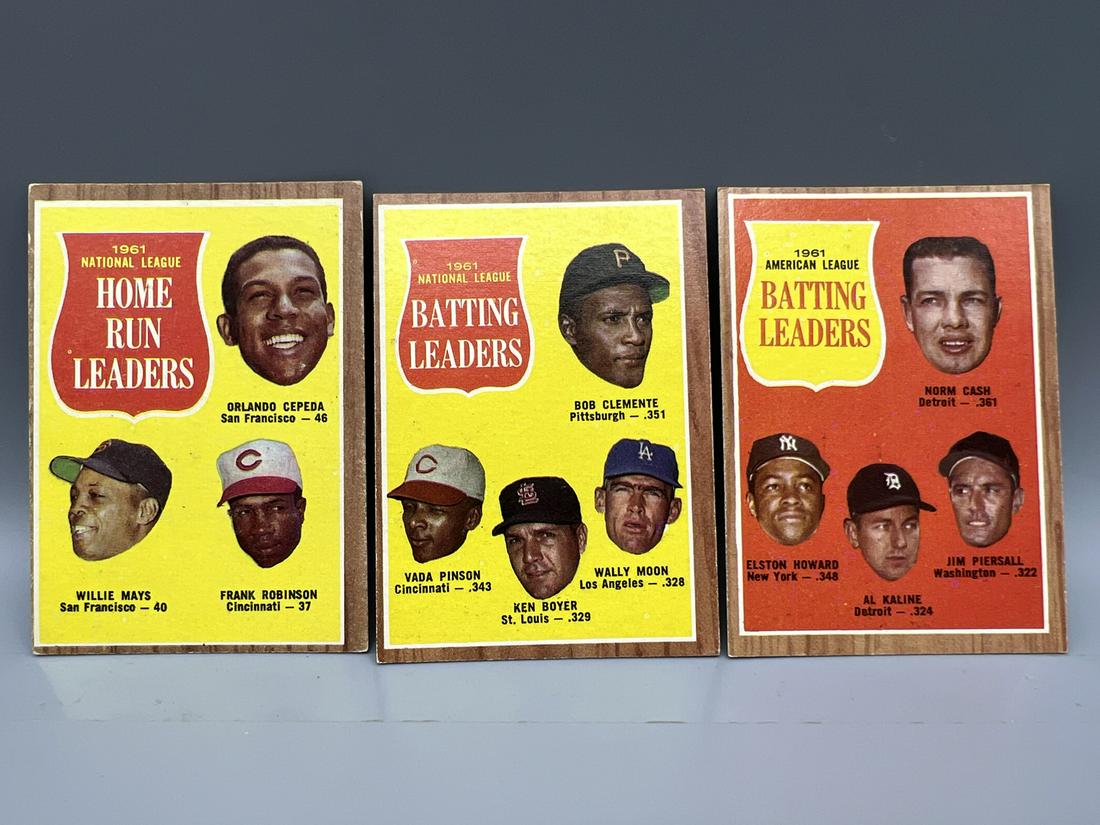 1961
NATIONAL LEAGUE
HOME
RUN
LEADERS
ORLANDO CEPEDA
San Francisco — 46
WILLIE MAYS
San Francisco — 40
C
FRANK ROBINSON
Cincinnati — 37
1961
NATIONAL LEAGUE
BATTING
LEADERS
P
BOB CLEMENTE
Pittsburgh — .351
C
VADA PINSON
Cincinnati — .343
STL
KEN BOYER
St. Louis — .329
LA
WALLY MOON
Los Angeles — .328
1961
AMERICAN LEAGUE
BATTING
LEADERS
NORM CASH
Detroit — .361
NY
ELSTON HOWARD
New York — .348
D
AL KALINE
Detroit — .324
JIM PIERSALL
Washington — .322